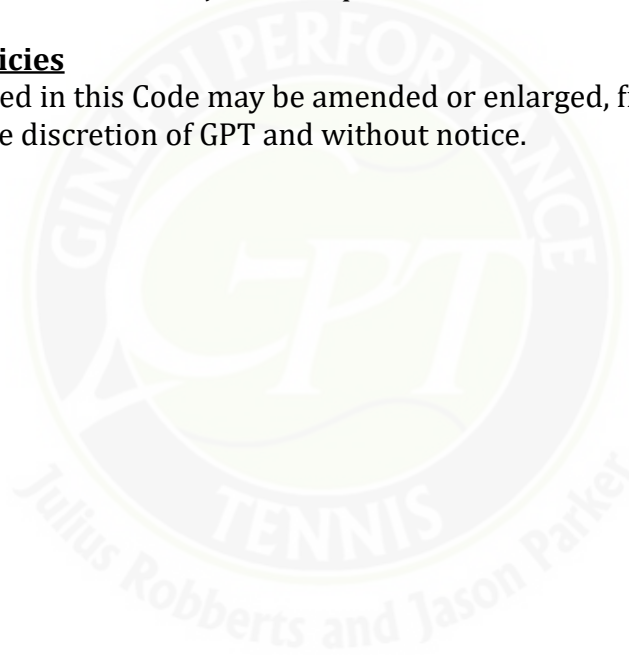 icies
ed in this Code may be amended or enlarged, f
e discretion of GPT and without notice.
PERFORMANCE
GPT
TENNIS
Julius Robberts and Jason Parker